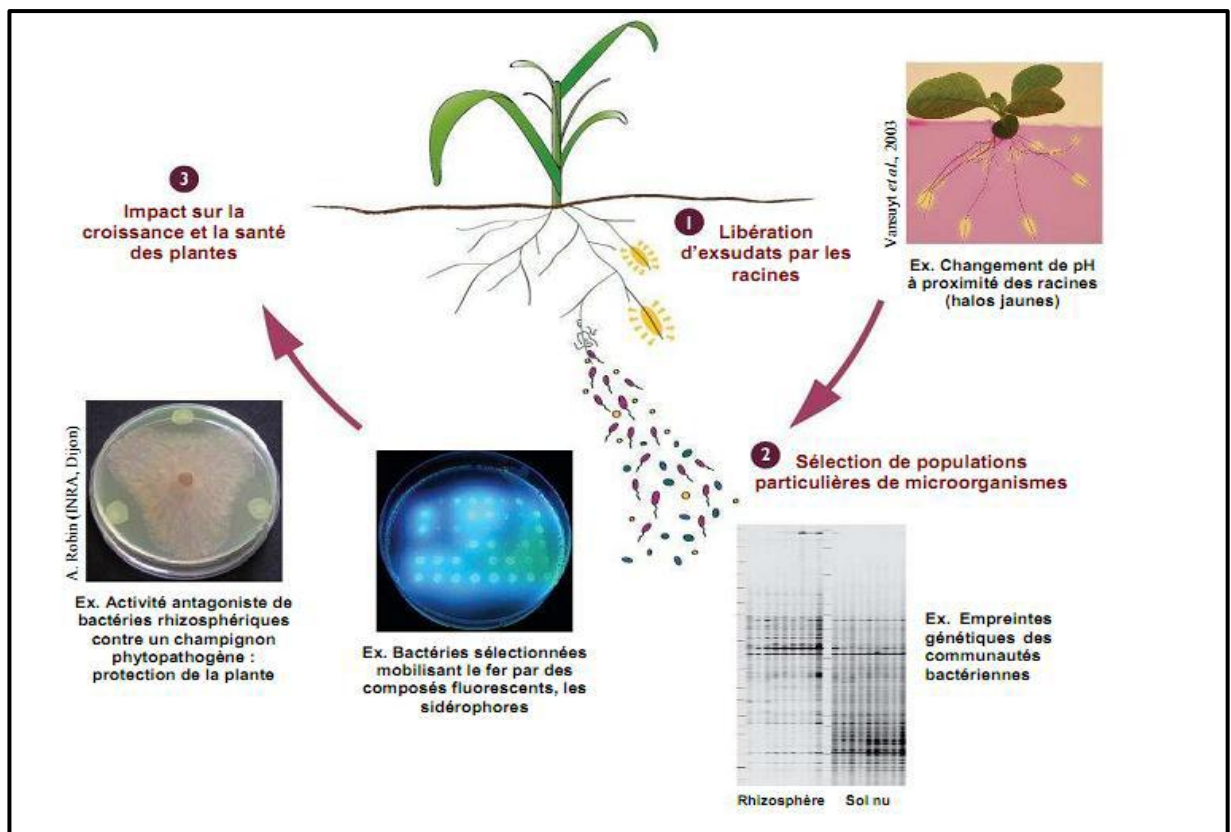 3
Impact sur la
croissance et la santé
des plantes
1
Libération
d'exsudats par les
racines
Vansuyt et al., 2003
Ex. Changement de pH
à proximité des racines
(halos jaunes)
2
Sélection de populations
particulières de microorganismes
A. Robin (INRA, Dijon)
Ex. Activité antagoniste de
bactéries rhizosphériques
contre un champignon
phytopathogène :
protection de la plante
Ex. Bactéries sélectionnées
mobilisant le fer par des
composés fluorescents, les
sidérophores
Ex. Empreintes
génétiques des
communautés
bactériennes
Rhizosphère
Sol nu